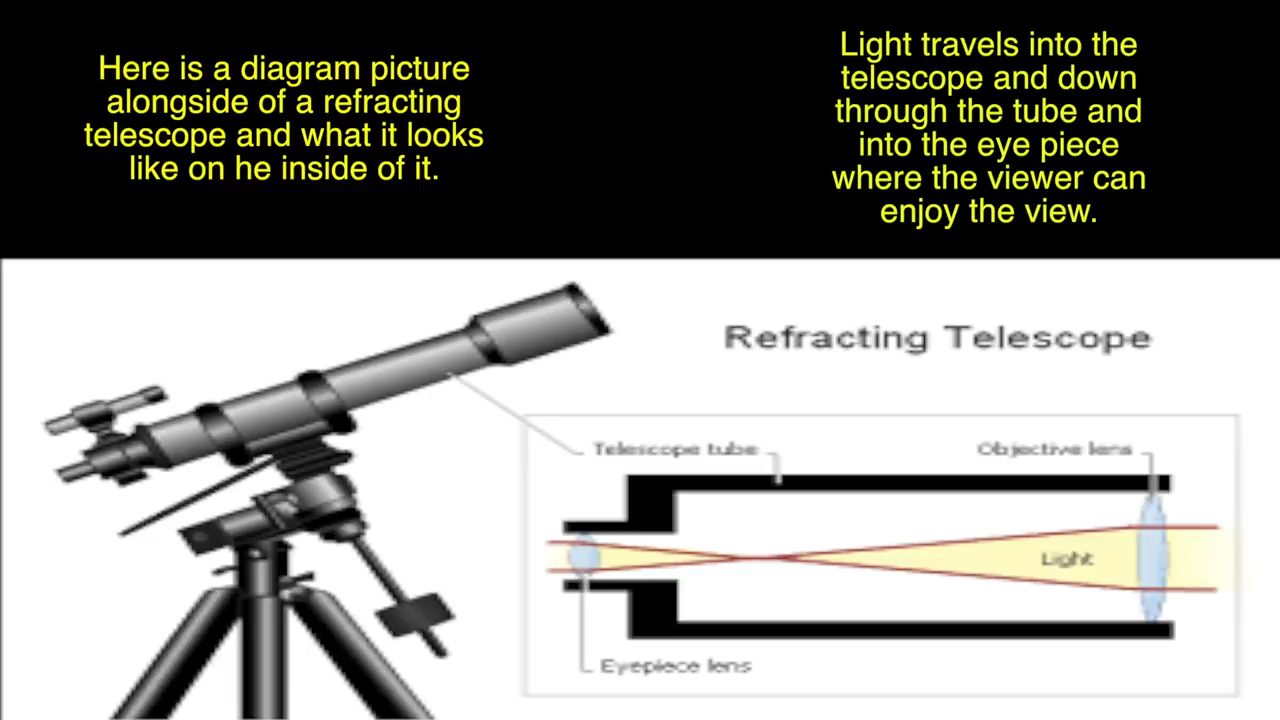 Here is a diagram picture
alongside of a refracting
telescope and what it looks
like on he inside of it.
Light travels into the
telescope and down
through the tube and
into the eye piece
where the viewer can
enjoy the view.
Refracting Telescope
Telescope tube
Objective lens
Light
Eyepiece lens